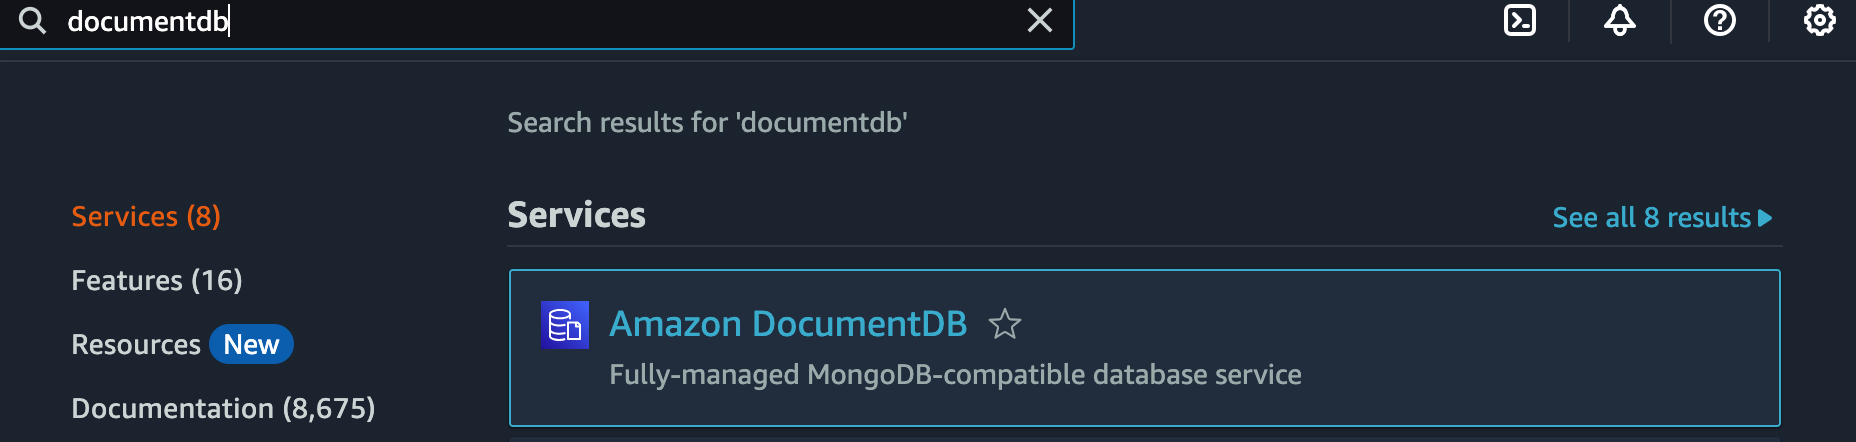 documentdb
Search results for 'documentdb'
Services (8)
Features (16)
Resources New
Documentation (8,675)
Services
See all 8 results
Amazon DocumentDB
Fully-managed MongoDB-compatible database service